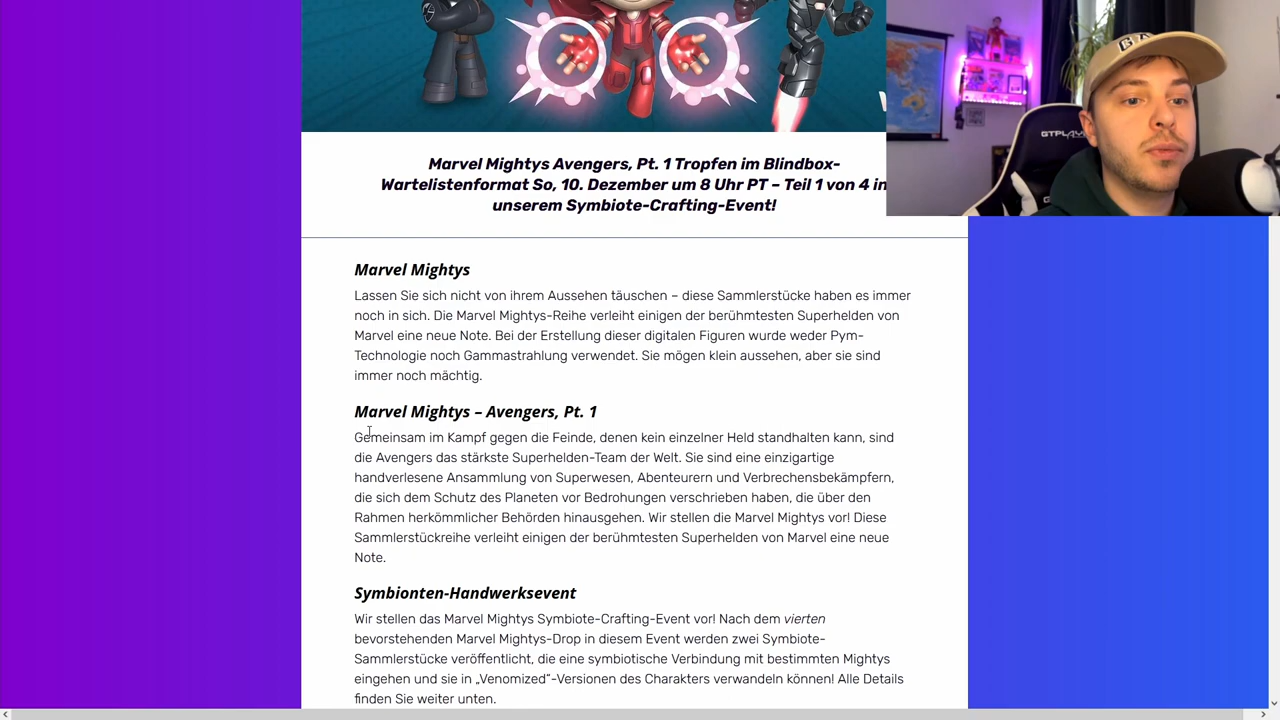 Marvel Mightys Avengers, Pt. 1 Tropfen im Blindbox-
Wartelistenformat So, 10. Dezember um 8 Uhr PT – Teil 1 von 4 in
unserem Symbiote-Crafting-Event!
Marvel Mightys
Lassen Sie sich nicht von ihrem Aussehen täuschen – diese Sammlerstücke haben es immer
noch in sich. Die Marvel Mightys-Reihe verleiht einigen der berühmtesten Superhelden von
Marvel eine neue Note. Bei der Erstellung dieser digitalen Figuren wurde weder Pym-
Technologie noch Gammastrahlung verwendet. Sie mögen klein aussehen, aber sie sind
immer noch mächtig.
Marvel Mightys – Avengers, Pt. 1
Gemeinsam im Kampf gegen die Feinde, denen kein einzelner Held standhalten kann, sind
die Avengers das stärkste Superhelden-Team der Welt. Sie sind eine einzigartige
handverlesene Ansammlung von Superwesen, Abenteurern und Verbrechensbekämpfern,
die sich dem Schutz des Planeten vor Bedrohungen verschrieben haben, die über den
Rahmen herkömmlicher Behörden hinausgehen. Wir stellen die Marvel Mightys vor! Diese
Sammlerstückreihe verleiht einigen der berühmtesten Superhelden von Marvel eine neue
Note.
Symbionten-Handwerksevent
Wir stellen das Marvel Mightys Symbiote-Crafting-Event vor! Nach dem vierten
bevorstehenden Marvel Mightys-Drop in diesem Event werden zwei Symbiote-
Sammlerstücke veröffentlicht, die eine symbiotische Verbindung mit bestimmten Mightys
eingehen und sie in „Venomized"-Versionen des Charakters verwandeln können! Alle Details
finden Sie weiter unten.